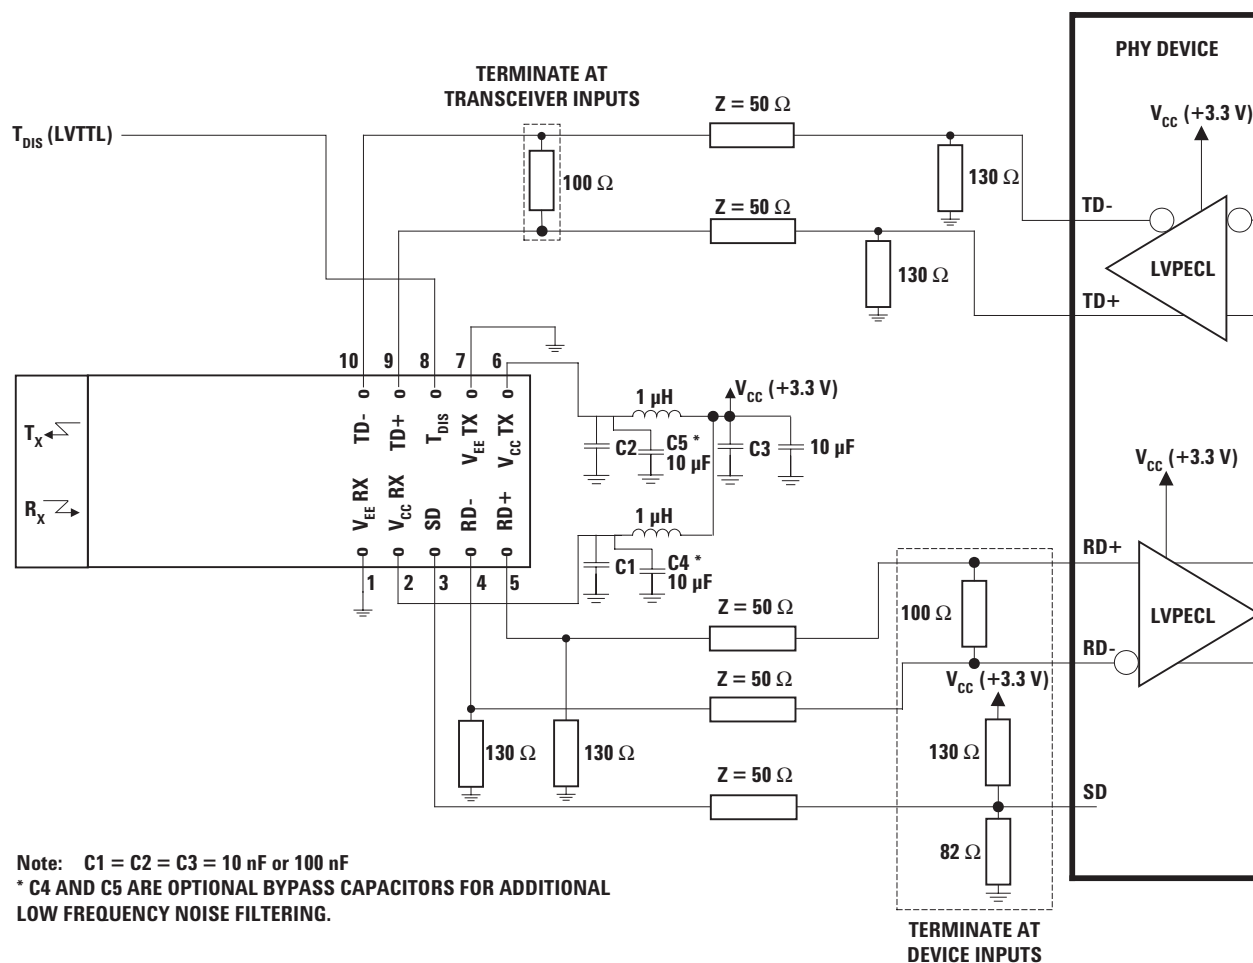 PHY DEVICE
TERMINATE AT
TRANSCEIVER INPUTS
Z = 50 Ω
V_CC (+3.3 V)
T_DIS (LVTTL)
100 Ω
130 Ω
TD-
Z = 50 Ω
LVPECL
130 Ω
TD+
10
9
8
7
6
1 µH
V_CC (+3.3 V)
T_X
TD-
TD+
T_DIS
V_EE TX
V_CC TX
C2
C5 *
10 µF
C3
10 µF
V_CC (+3.3 V)
R_X
V_EE RX
V_CC RX
SD
RD-
RD+
1 µH
RD+
C1
C4 *
10 µF
1
2
3
4
5
Z = 50 Ω
100 Ω
LVPECL
RD-
Z = 50 Ω
V_CC (+3.3 V)
130 Ω
130 Ω
130 Ω
Z = 50 Ω
SD
82 Ω
Note: C1 = C2 = C3 = 10 nF or 100 nF
* C4 AND C5 ARE OPTIONAL BYPASS CAPACITORS FOR ADDITIONAL
LOW FREQUENCY NOISE FILTERING.
TERMINATE AT
DEVICE INPUTS